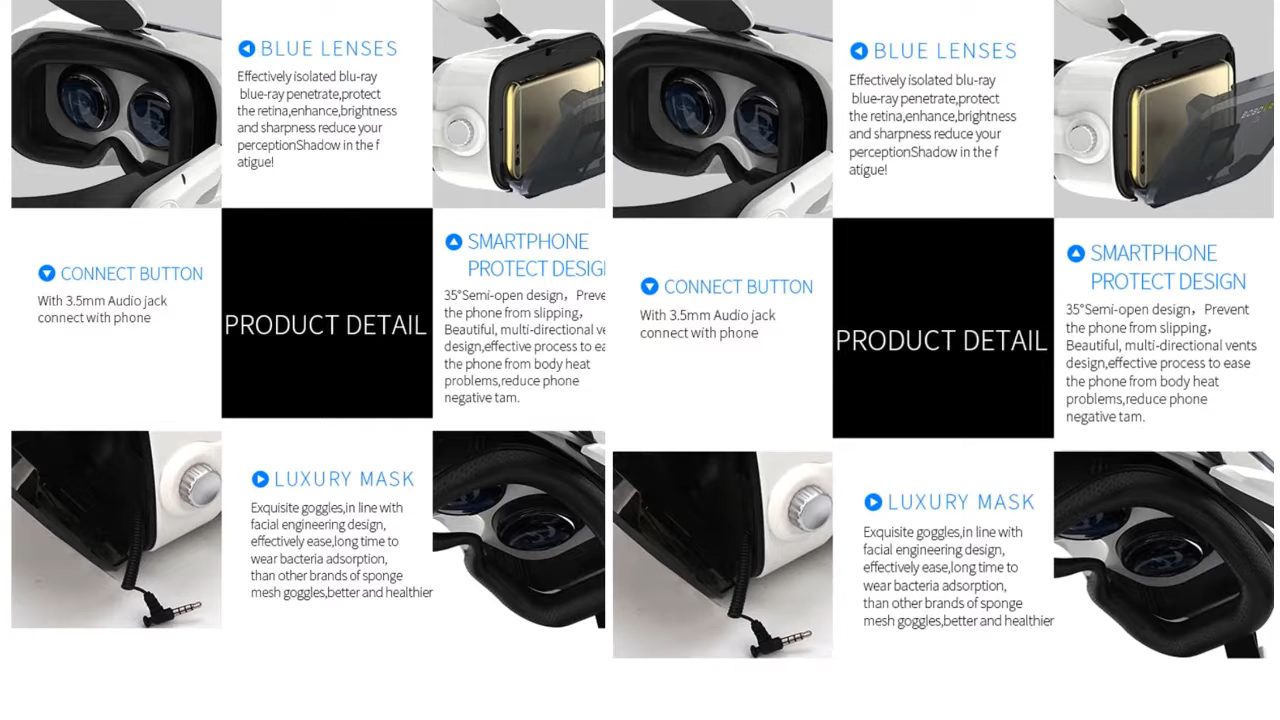 BLUE LENSES
Effectively isolated blu-ray
blue-ray penetrate,protect
the retina,enhance,brightness
and sharpness reduce your
perceptionShadow in the f
atigue!
CONNECT BUTTON
With 3.5mm Audio jack
connect with phone
PRODUCT DETAIL
SMARTPHONE
PROTECT DESIG
35°Semi-open design，Preve
the phone from slipping，
Beautiful, multi-directional ve
design,effective process to ea
the phone from body heat
problems,reduce phone
negative tam.
LUXURY MASK
Exquisite goggles,in line with
facial engineering design,
effectively ease,long time to
wear bacteria adsorption,
than other brands of sponge
mesh goggles,better and healthier
BLUE LENSES
Effectively isolated blu-ray
blue-ray penetrate,protect
the retina,enhance,brightness
and sharpness reduce your
perceptionShadow in the f
atigue!
CONNECT BUTTON
With 3.5mm Audio jack
connect with phone
PRODUCT DETAIL
SMARTPHONE
PROTECT DESIGN
35°Semi-open design，Prevent
the phone from slipping，
Beautiful, multi-directional vents
design,effective process to ease
the phone from body heat
problems,reduce phone
negative tam.
LUXURY MASK
Exquisite goggles,in line with
facial engineering design,
effectively ease,long time to
wear bacteria adsorption,
than other brands of sponge
mesh goggles,better and healthier